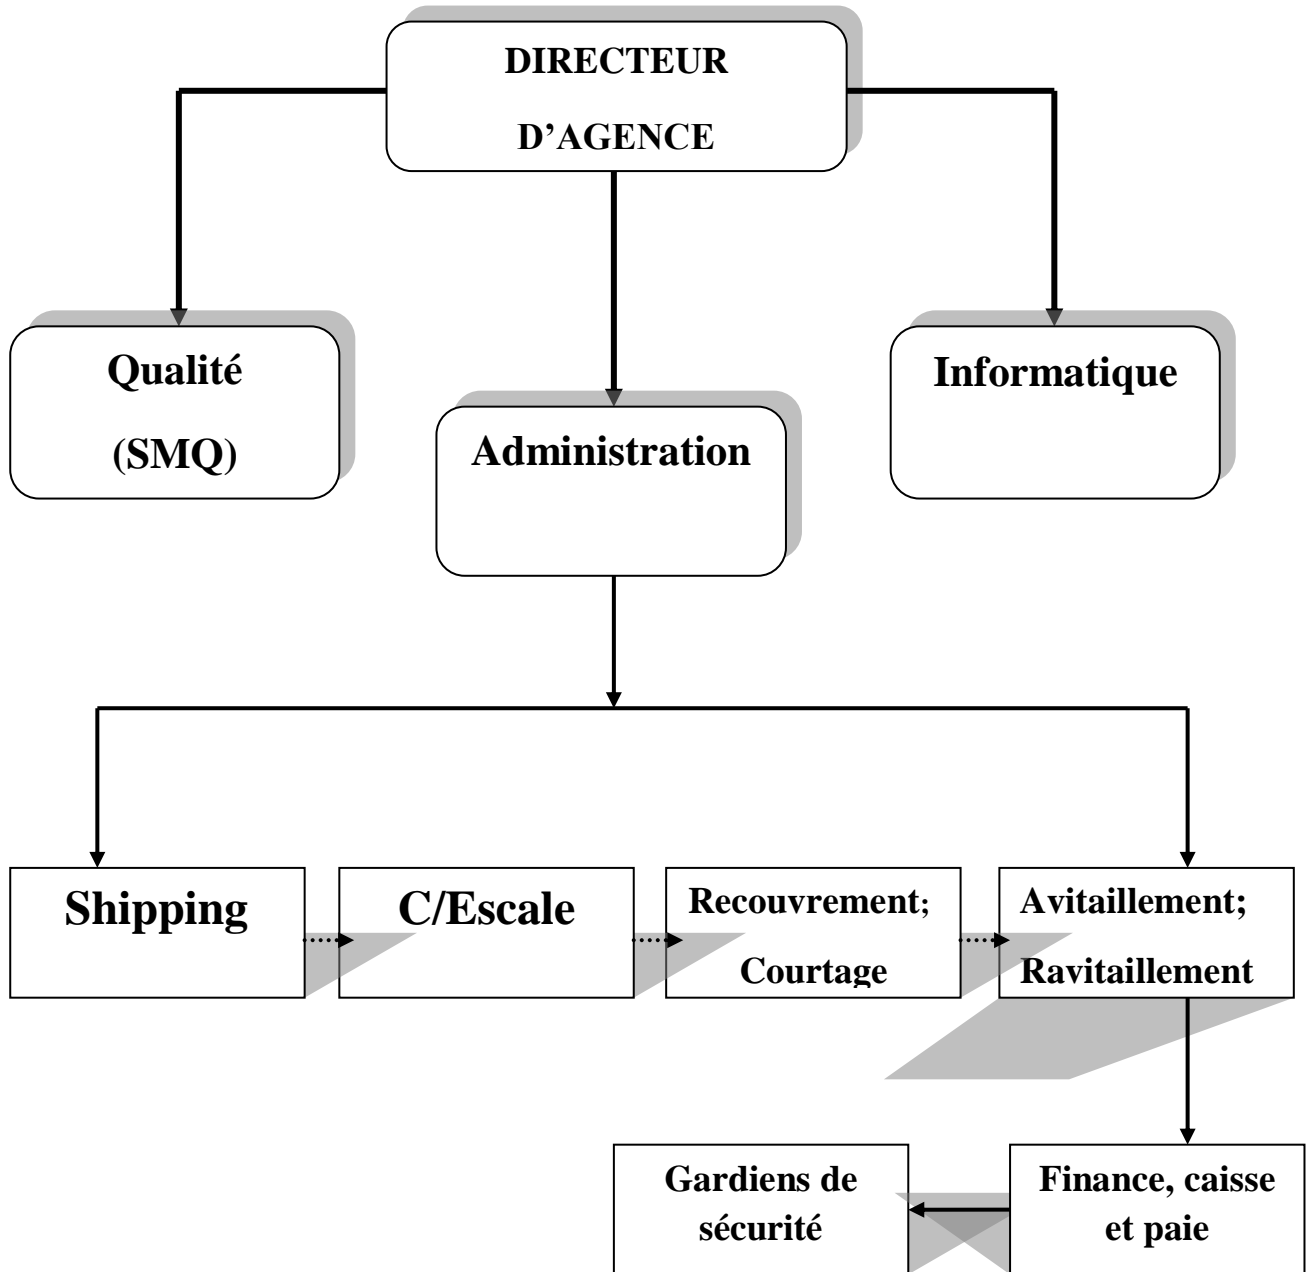 DIRECTEUR
D’AGENCE
Qualité
(SMQ)
Informatique
Administration
Shipping
C/Escale
Recouvrement;
Courtage
Avitaillement;
Ravitaillement
Gardiens de
sécurité
Finance, caisse
et paie